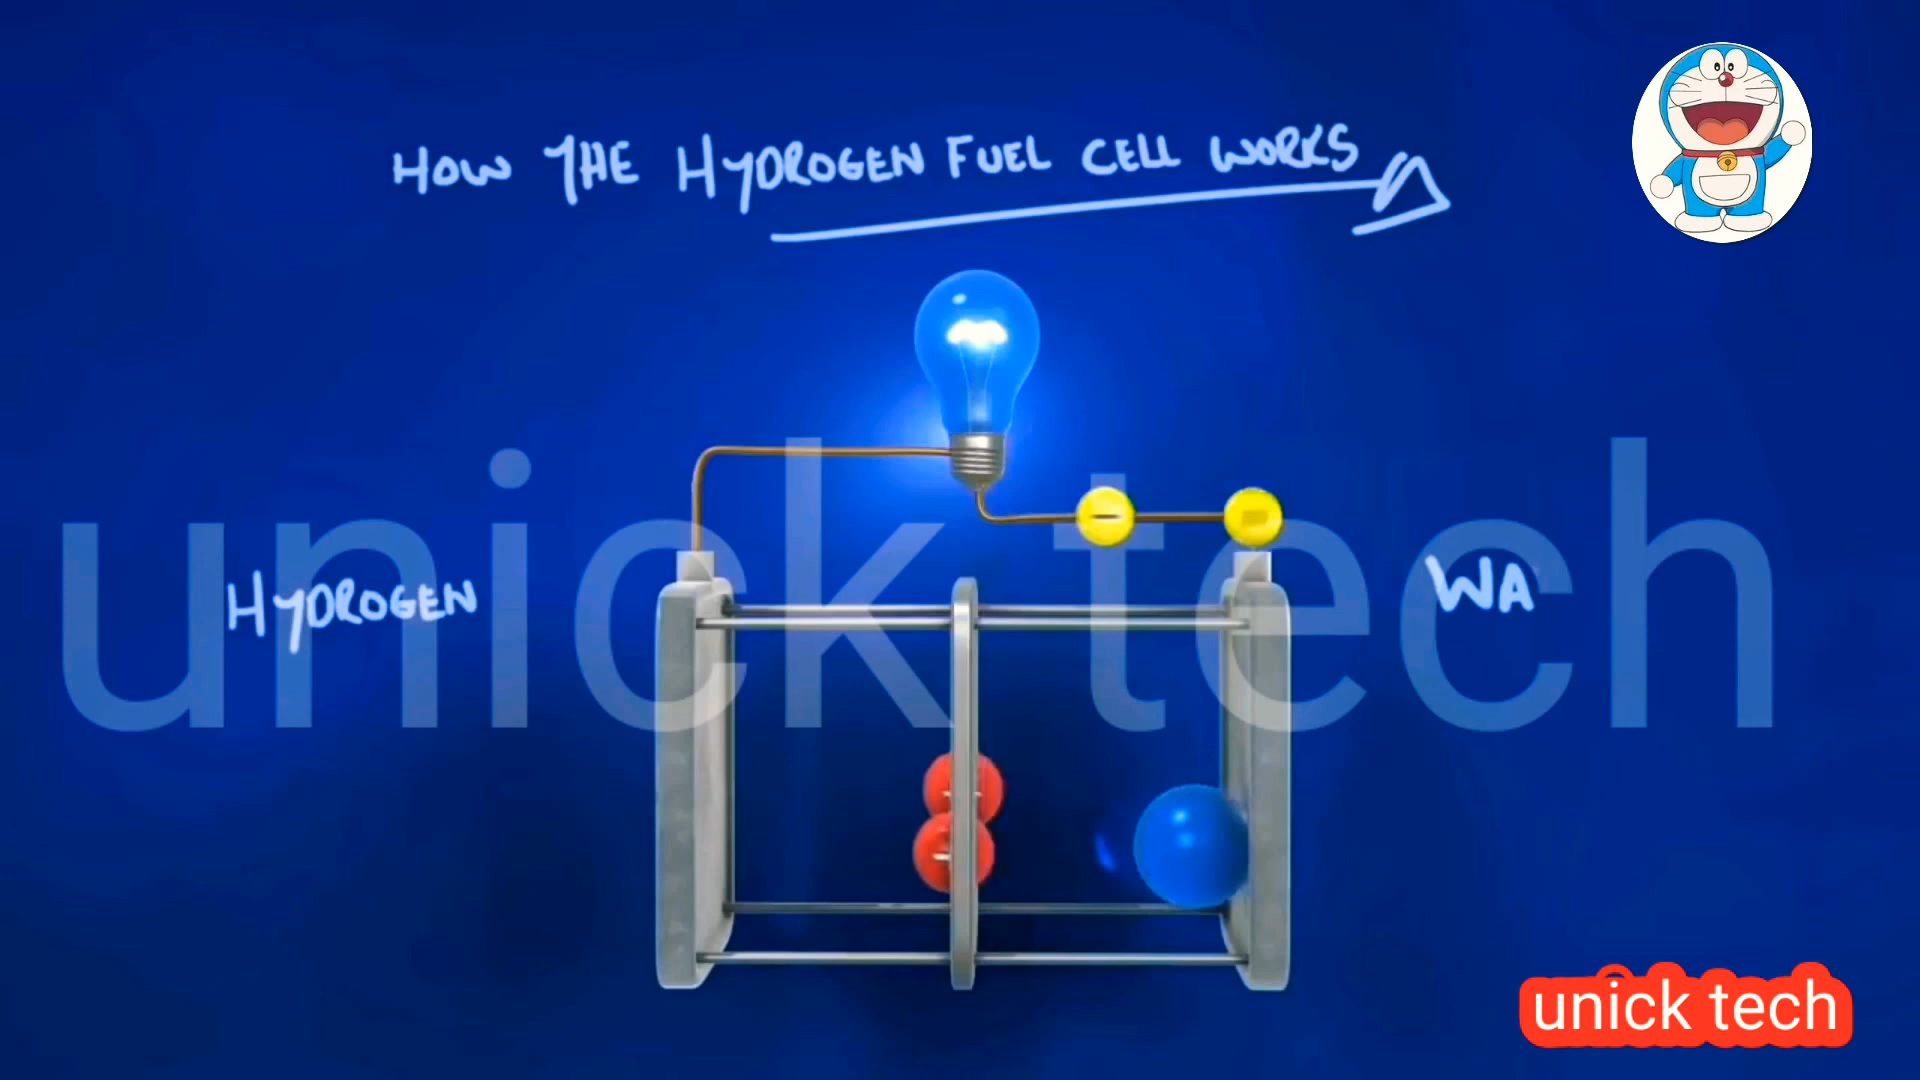 HOW THE HYDROGEN FUEL CELL WORKS
unick tech
HYDROGEN
WA
unick tech